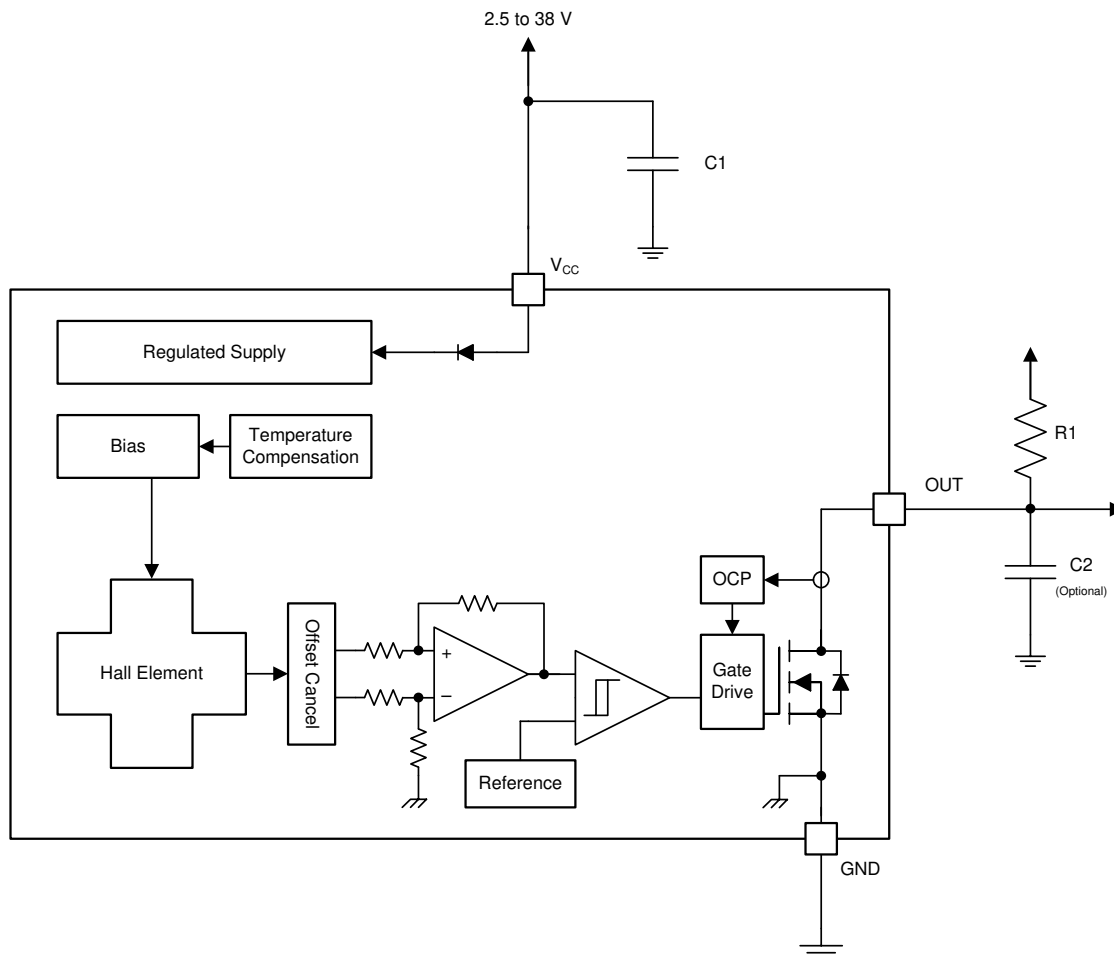 2.5 to 38 V
C1
VCC
Regulated Supply
Bias
Temperature
Compensation
R1
OUT
C2
(Optional)
OCP
Hall Element
Offset Cancel
+
−
Gate
Drive
Reference
GND